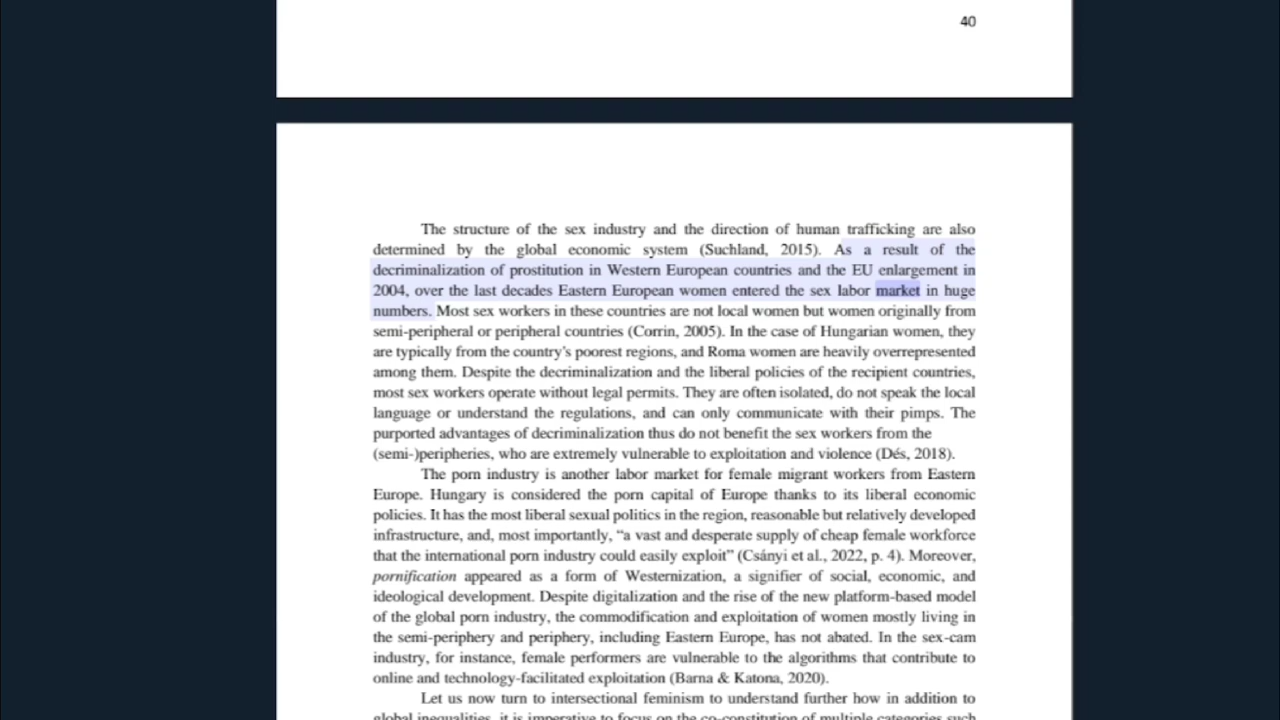 40
The structure of the sex industry and the direction of human trafficking are also
determined by the global economic system (Suchland, 2015). As a result of the
decriminalization of prostitution in Western European countries and the EU enlargement in
2004, over the last decades Eastern European women entered the sex labor market in huge
numbers. Most sex workers in these countries are not local women but women originally from
semi-peripheral or peripheral countries (Corrin, 2005). In the case of Hungarian women, they
are typically from the country's poorest regions, and Roma women are heavily overrepresented
among them. Despite the decriminalization and the liberal policies of the recipient countries,
most sex workers operate without legal permits. They are often isolated, do not speak the local
language or understand the regulations, and can only communicate with their pimps. The
purported advantages of decriminalization thus do not benefit the sex workers from the
(semi-)peripheries, who are extremely vulnerable to exploitation and violence (Dés, 2018).
The porn industry is another labor market for female migrant workers from Eastern
Europe. Hungary is considered the porn capital of Europe thanks to its liberal economic
policies. It has the most liberal sexual politics in the region, reasonable but relatively developed
infrastructure, and, most importantly, “a vast and desperate supply of cheap female workforce
that the international porn industry could easily exploit” (Csányi et al., 2022, p. 4). Moreover,
pornification appeared as a form of Westernization, a signifier of social, economic, and
ideological development. Despite digitalization and the rise of the new platform-based model
of the global porn industry, the commodification and exploitation of women mostly living in
the semi-periphery and periphery, including Eastern Europe, has not abated. In the sex-cam
industry, for instance, female performers are vulnerable to the algorithms that contribute to
online and technology-facilitated exploitation (Barna & Katona, 2020).
Let us now turn to intersectional feminism to understand further how in addition to
global inequalities, it is imperative to focus on the co-constitution of multiple categories such